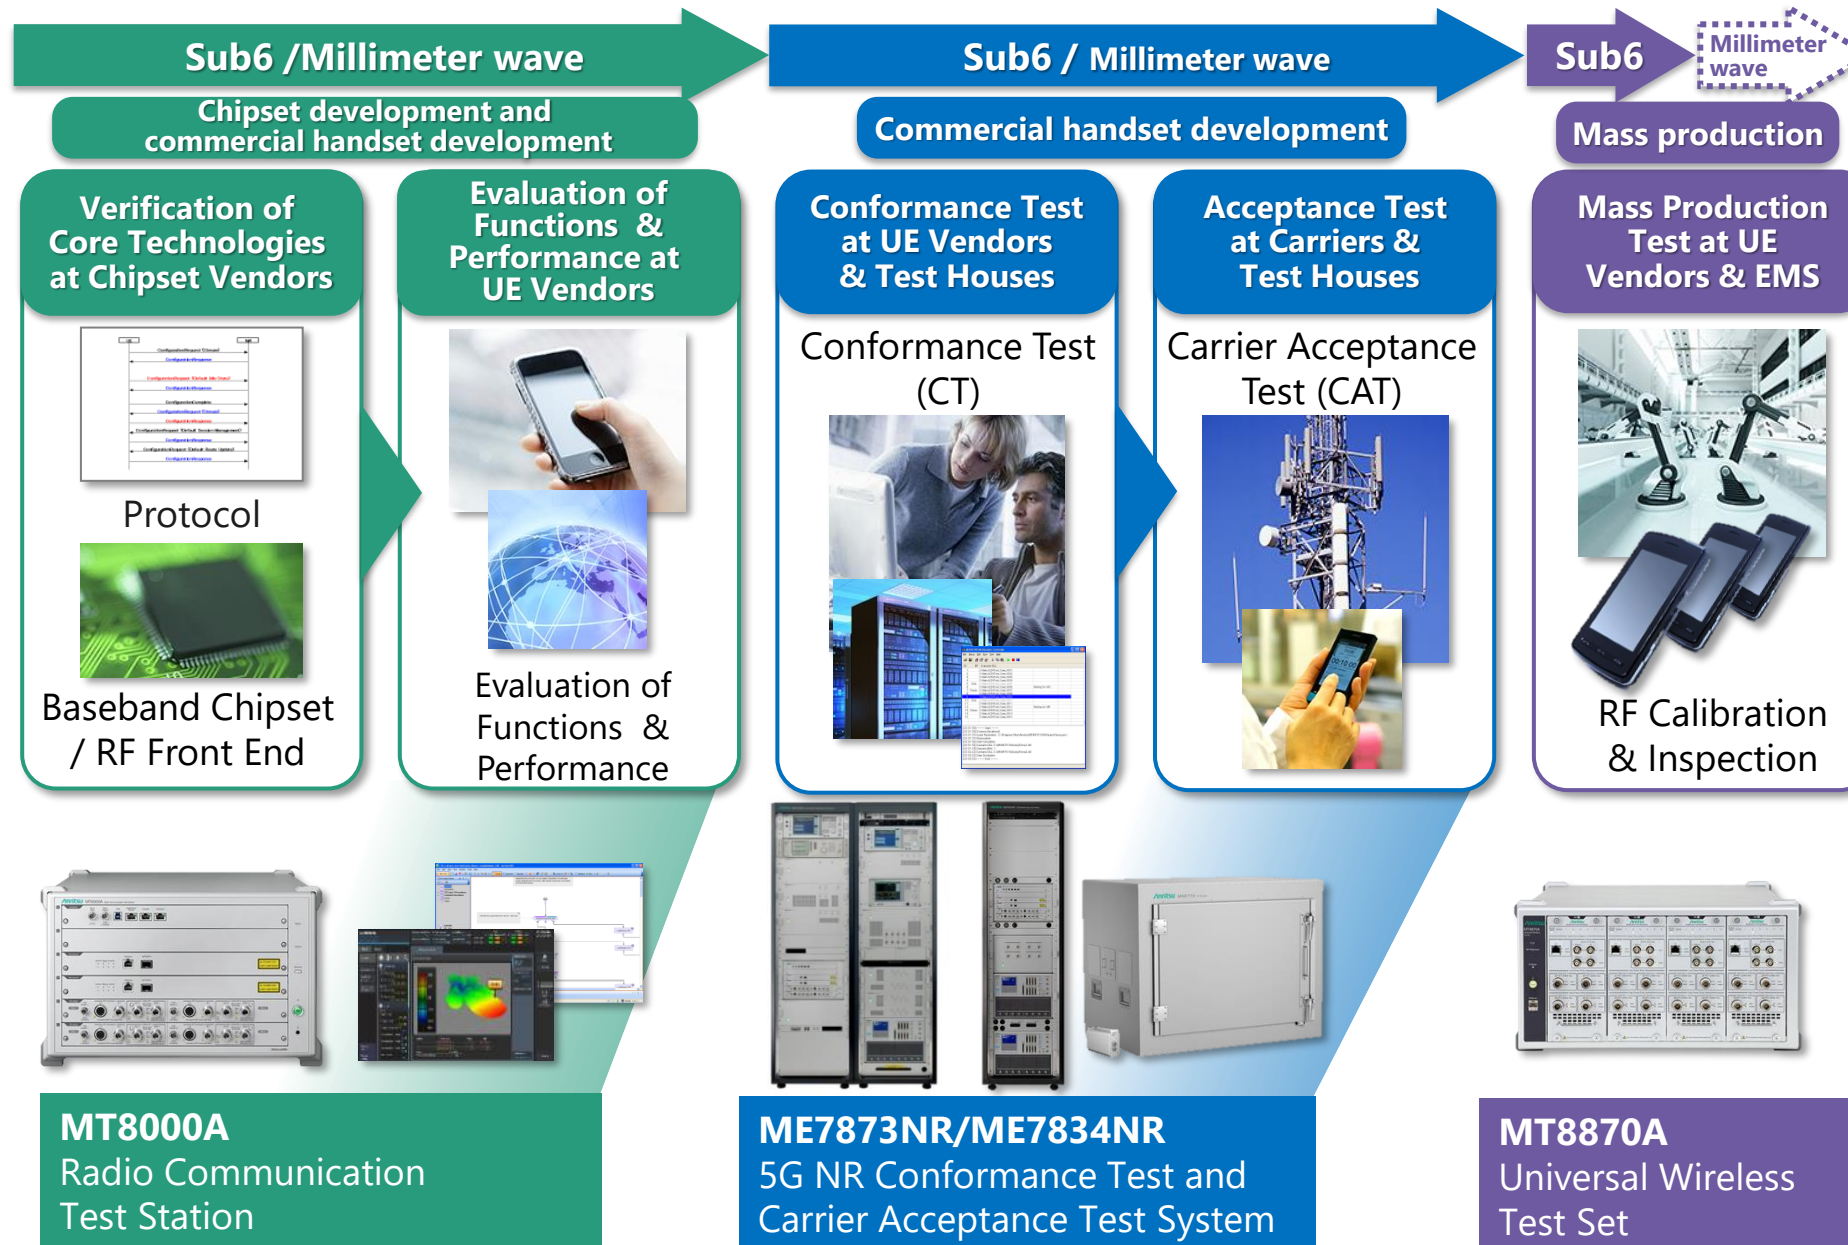 Sub6 /Millimeter wave
Sub6 / Millimeter wave
Sub6
Millimeter
wave
Chipset development and
commercial handset development
Commercial handset development
Mass production
Verification of
Core Technologies
at Chipset Vendors
Evaluation of
Functions &
Performance at
UE Vendors
Conformance Test
at UE Vendors
& Test Houses
Acceptance Test
at Carriers &
Test Houses
Mass Production
Test at UE
Vendors & EMS
Protocol
Baseband Chipset
/ RF Front End
Evaluation of
Functions &
Performance
Conformance Test
(CT)
Carrier Acceptance
Test (CAT)
RF Calibration
& Inspection
Anritsu
Anritsu
MT8000A
Radio Communication
Test Station
ME7873NR/ME7834NR
5G NR Conformance Test and
Carrier Acceptance Test System
MT8870A
Universal Wireless
Test Set